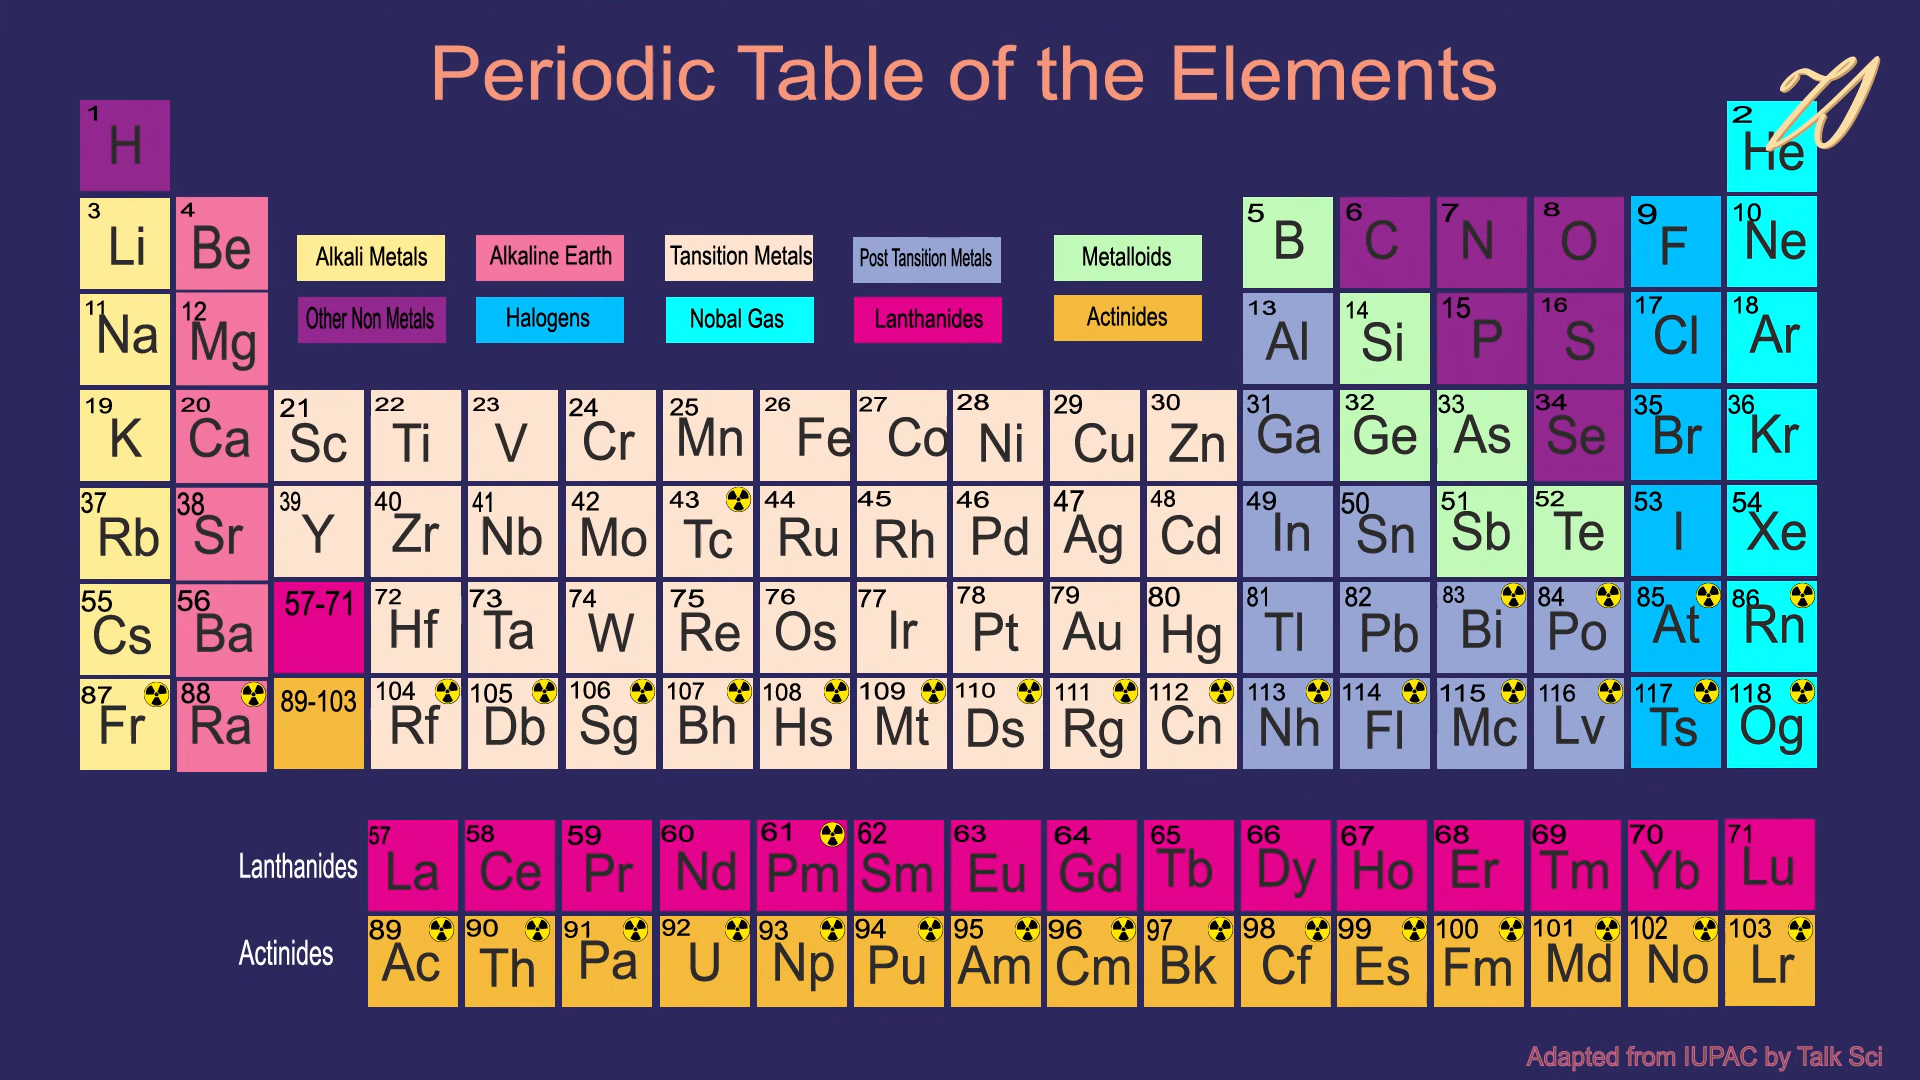 Periodic Table of the Elements
1 H
2 He
3 Li
4 Be
5 B
6 C
7 N
8 O
9 F
10 Ne
Alkali Metals
Alkaline Earth
Tansition Metals
Post Tansition Metals
Metalloids
Other Non Metals
Halogens
Nobal Gas
Lanthanides
Actinides
11 Na
12 Mg
13 Al
14 Si
15 P
16 S
17 Cl
18 Ar
19 K
20 Ca
21 Sc
22 Ti
23 V
24 Cr
25 Mn
26 Fe
27 Co
28 Ni
29 Cu
30 Zn
31 Ga
32 Ge
33 As
34 Se
35 Br
36 Kr
37 Rb
38 Sr
39 Y
40 Zr
41 Nb
42 Mo
43 Tc
44 Ru
45 Rh
46 Pd
47 Ag
48 Cd
49 In
50 Sn
51 Sb
52 Te
53 I
54 Xe
55 Cs
56 Ba
57-71
72 Hf
73 Ta
74 W
75 Re
76 Os
77 Ir
78 Pt
79 Au
80 Hg
81 Tl
82 Pb
83 Bi
84 Po
85 At
86 Rn
87 Fr
88 Ra
89-103
104 Rf
105 Db
106 Sg
107 Bh
108 Hs
109 Mt
110 Ds
111 Rg
112 Cn
113 Nh
114 Fl
115 Mc
116 Lv
117 Ts
118 Og
Lanthanides
57 La
58 Ce
59 Pr
60 Nd
61 Pm
62 Sm
63 Eu
64 Gd
65 Tb
66 Dy
67 Ho
68 Er
69 Tm
70 Yb
71 Lu
Actinides
89 Ac
90 Th
91 Pa
92 U
93 Np
94 Pu
95 Am
96 Cm
97 Bk
98 Cf
99 Es
100 Fm
101 Md
102 No
103 Lr
Adapted from IUPAC by Talk Sci